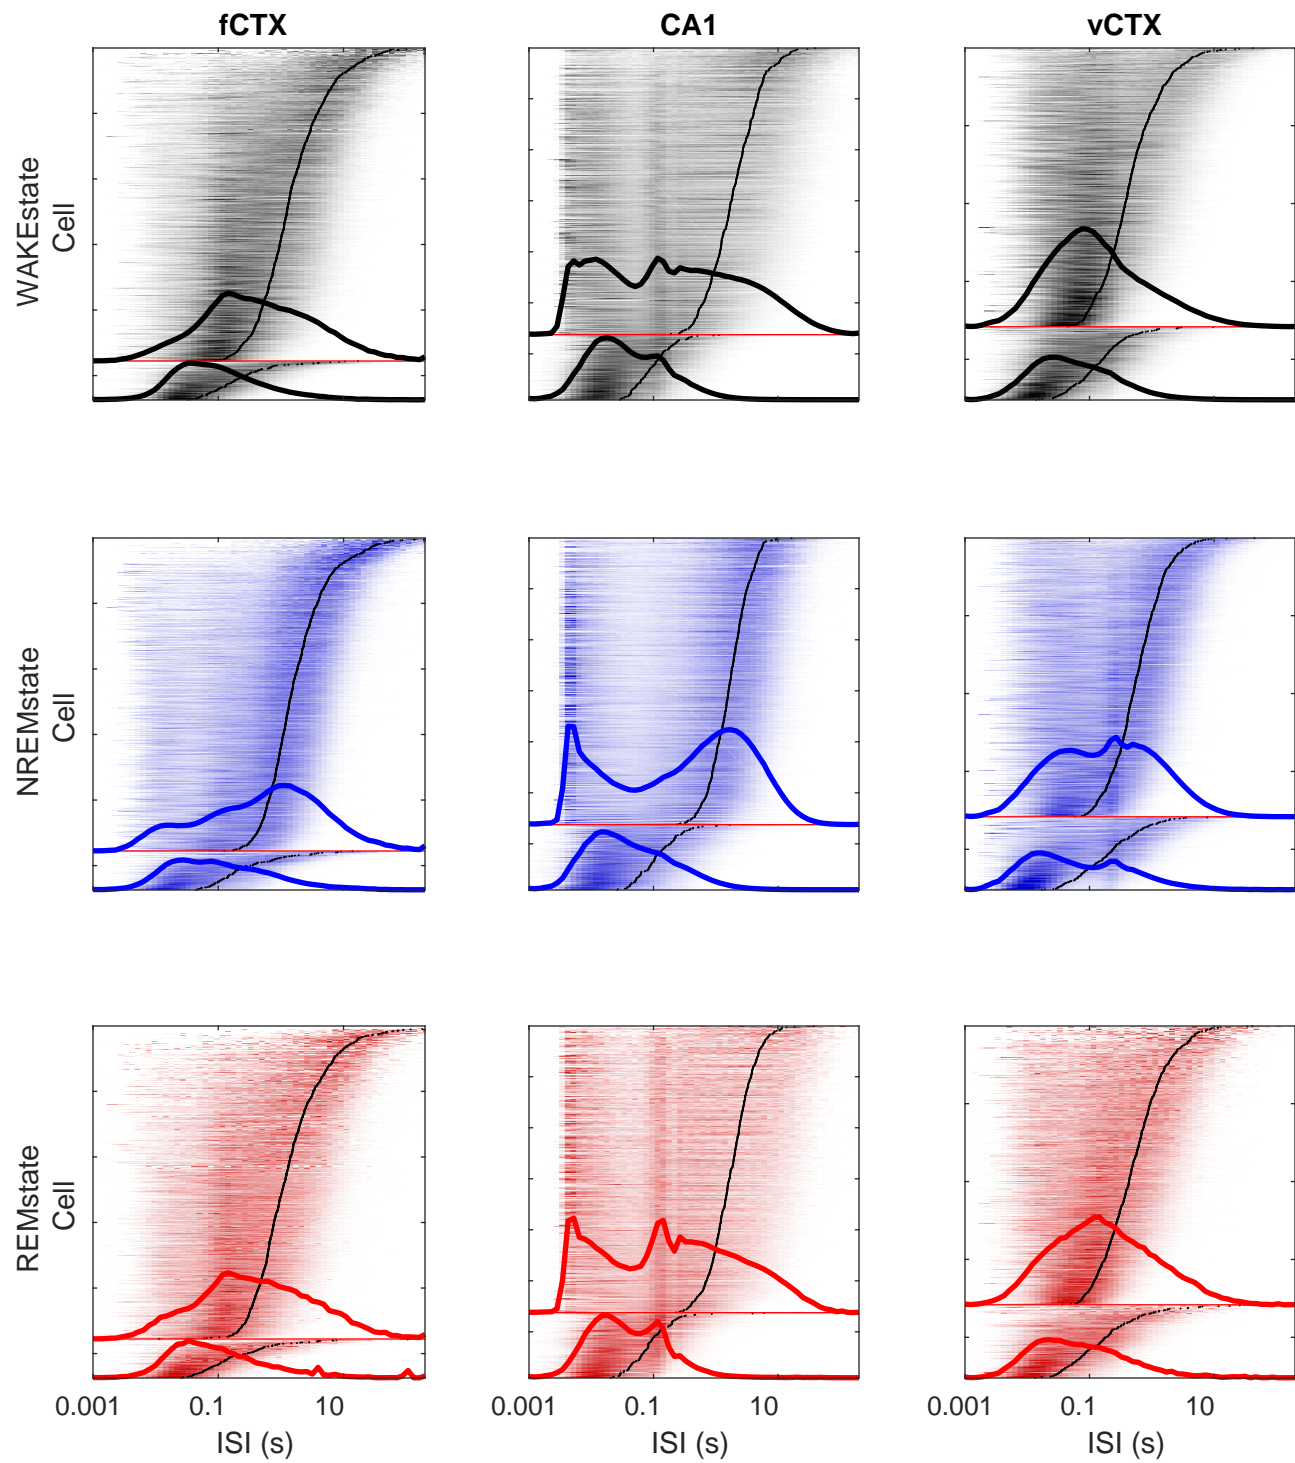 fCTX
CA1
vCTX
WAKEstate
Cell
NREMstate
Cell
REMstate
Cell
0.001 0.1 10
0.001 0.1 10
0.001 0.1 10
ISI (s)
ISI (s)
ISI (s)